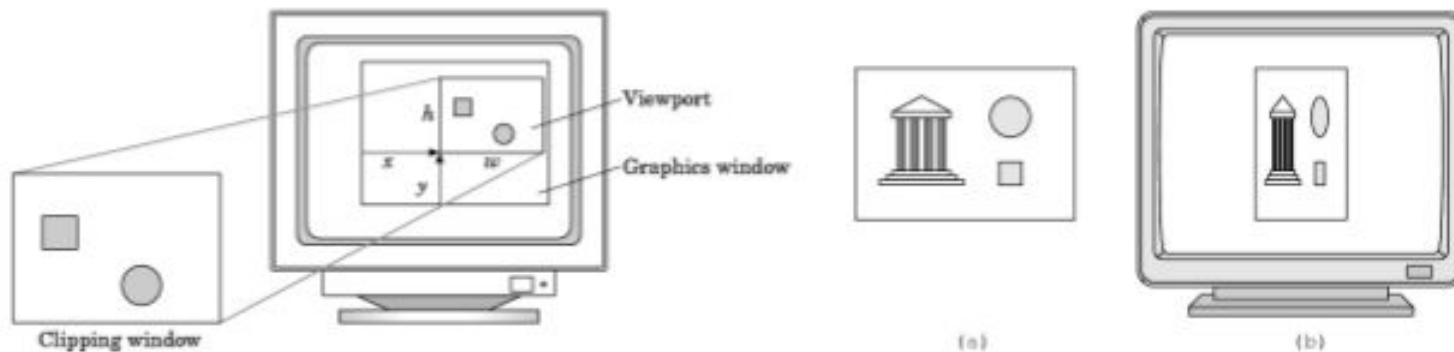 Viewport
h
x
w
Graphics window
y
Clipping window
(a)
(b)